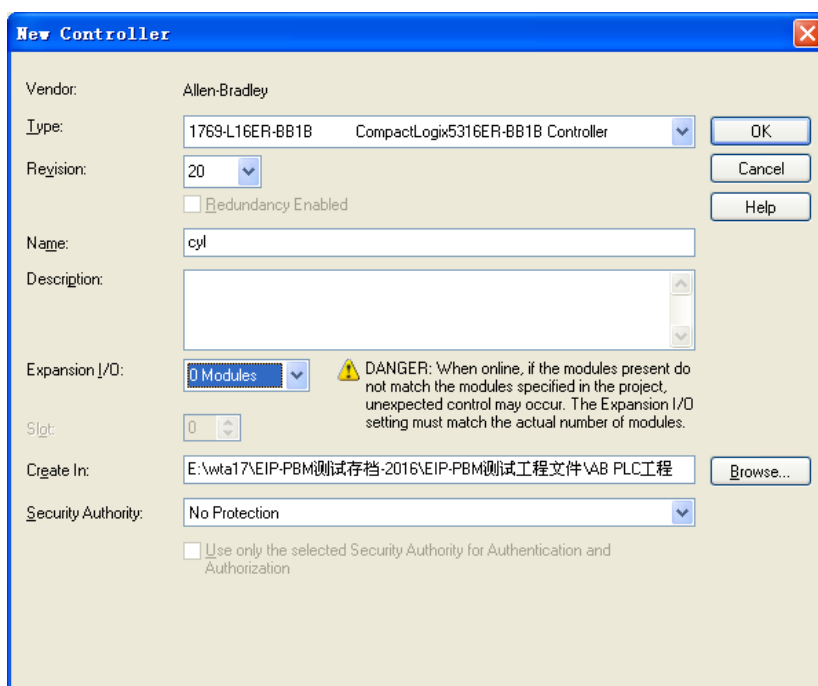 New Controller
Vendor: Allen-Bradley
Type: 1769-L16ER-BB1B CompactLogix5316ER-BB1B Controller OK
Revision: 20 Cancel
Redundancy Enabled Help
Name: cyl
Description:
Expansion I/O: 0 Modules DANGER: When online, if the modules present do
not match the modules specified in the project,
unexpected control may occur. The Expansion I/O
setting must match the actual number of modules.
Slot: 0
Create In: E:\wta17\EIP-PBM测试存档-2016\EIP-PBM测试工程文件\AB PLC工程 Browse...
Security Authority: No Protection
Use only the selected Security Authority for Authentication and
Authorization